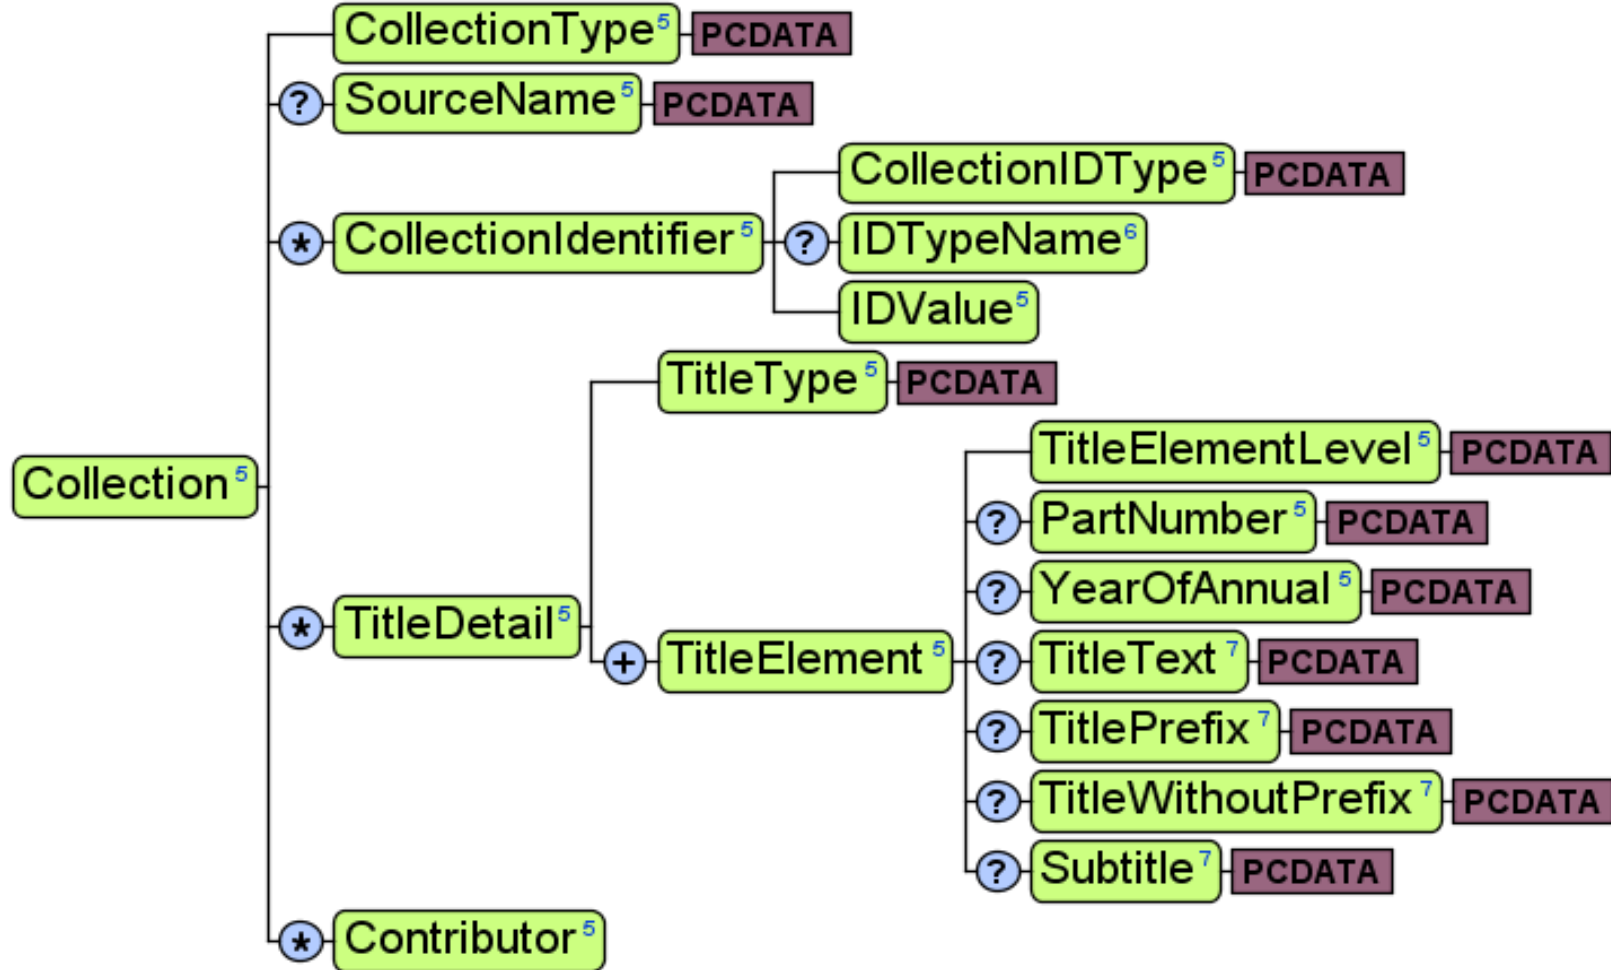 CollectionType5 PCDATA
? SourceName5 PCDATA
CollectionIDType5 PCDATA
* CollectionIdentifier5 ? IDTypeName6
IDValue5
TitleType5 PCDATA
TitleElementLevel5 PCDATA
Collection5
? PartNumber5 PCDATA
? YearOfAnnual5 PCDATA
* TitleDetail5
+ TitleElement5 ? TitleText7 PCDATA
? TitlePrefix7 PCDATA
? TitleWithoutPrefix7 PCDATA
? Subtitle7 PCDATA
* Contributor5